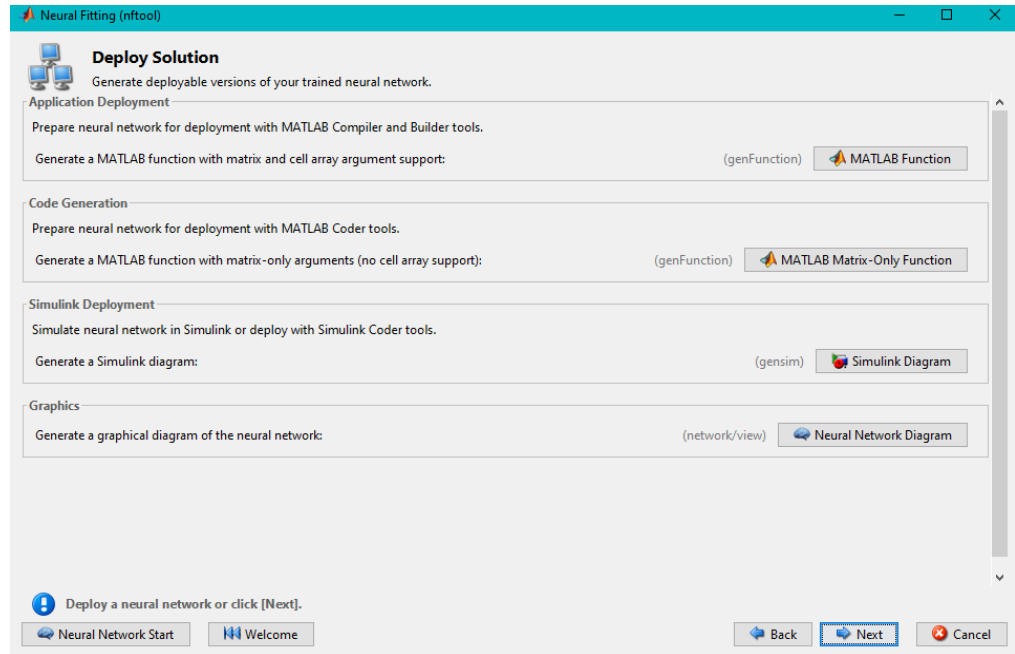 Neural Fitting (nftool)
Deploy Solution
Generate deployable versions of your trained neural network.
Application Deployment
Prepare neural network for deployment with MATLAB Compiler and Builder tools.
Generate a MATLAB function with matrix and cell array argument support: (genFunction) MATLAB Function
Code Generation
Prepare neural network for deployment with MATLAB Coder tools.
Generate a MATLAB function with matrix-only arguments (no cell array support): (genFunction) MATLAB Matrix-Only Function
Simulink Deployment
Simulate neural network in Simulink or deploy with Simulink Coder tools.
Generate a Simulink diagram: (gensim) Simulink Diagram
Graphics
Generate a graphical diagram of the neural network: (network/view) Neural Network Diagram
Deploy a neural network or click [Next].
Neural Network Start Welcome Back Next Cancel